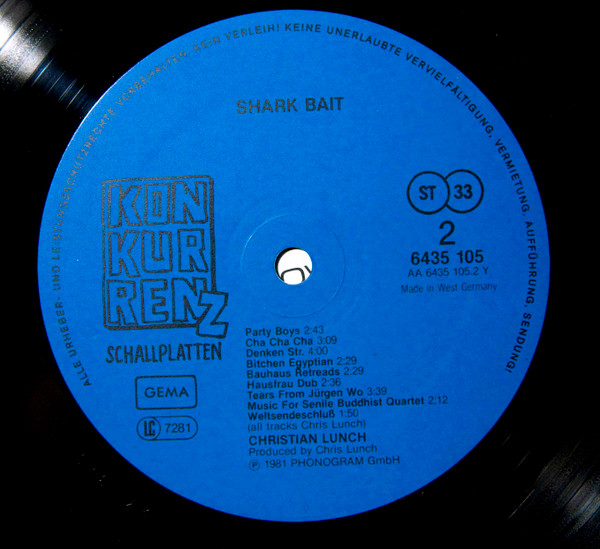 ALLE URHEBER- UND LEISTUNGSSCHUTZRECHTE VORBEHALTEN. KEIN VERLEIH! KEINE UNERLAUBTE VERVIELFÄLTIGUNG, VERMIETUNG, AUFFÜHRUNG, SENDUNG!
SHARK BAIT
KON
KUR
RENZ
SCHALLPLATTEN
GEMA
LC 7281
ST 33
2
6435 105
AA 6435 105.2 Y
Made in West Germany
Party Boys 2:43
Cha Cha Cha 3:09
Denken Str. 4:00
Bitchen Egyptian 2:29
Bauhaus Retreads 2:29
Hausfrau Dub 2:36
Tears From Jürgen Wo 3:39
Music For Senile Buddhist Quartet 2:12
Weltsendeschluß 1:50
(all tracks Chris Lunch)
CHRISTIAN LUNCH
Produced by Chris Lunch
℗ 1981 PHONOGRAM GmbH